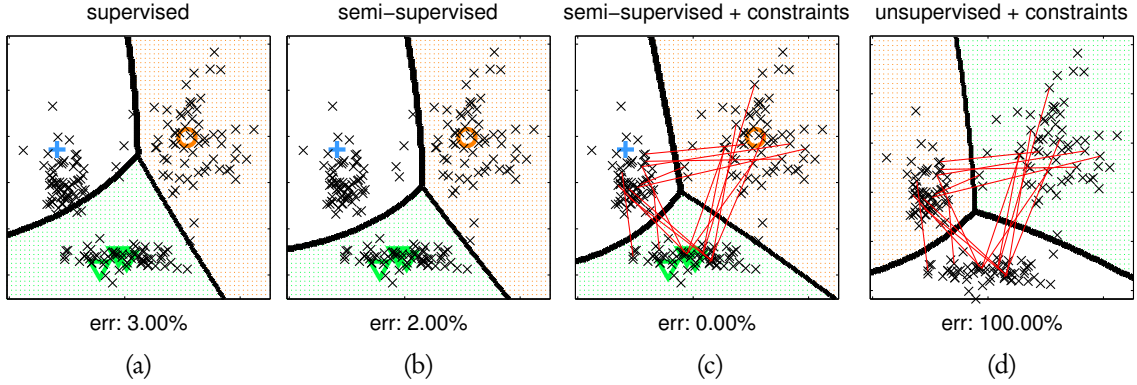 supervised
semi−supervised
semi−supervised + constraints
unsupervised + constraints
err: 3.00%
err: 2.00%
err: 0.00%
err: 100.00%
(a)
(b)
(c)
(d)